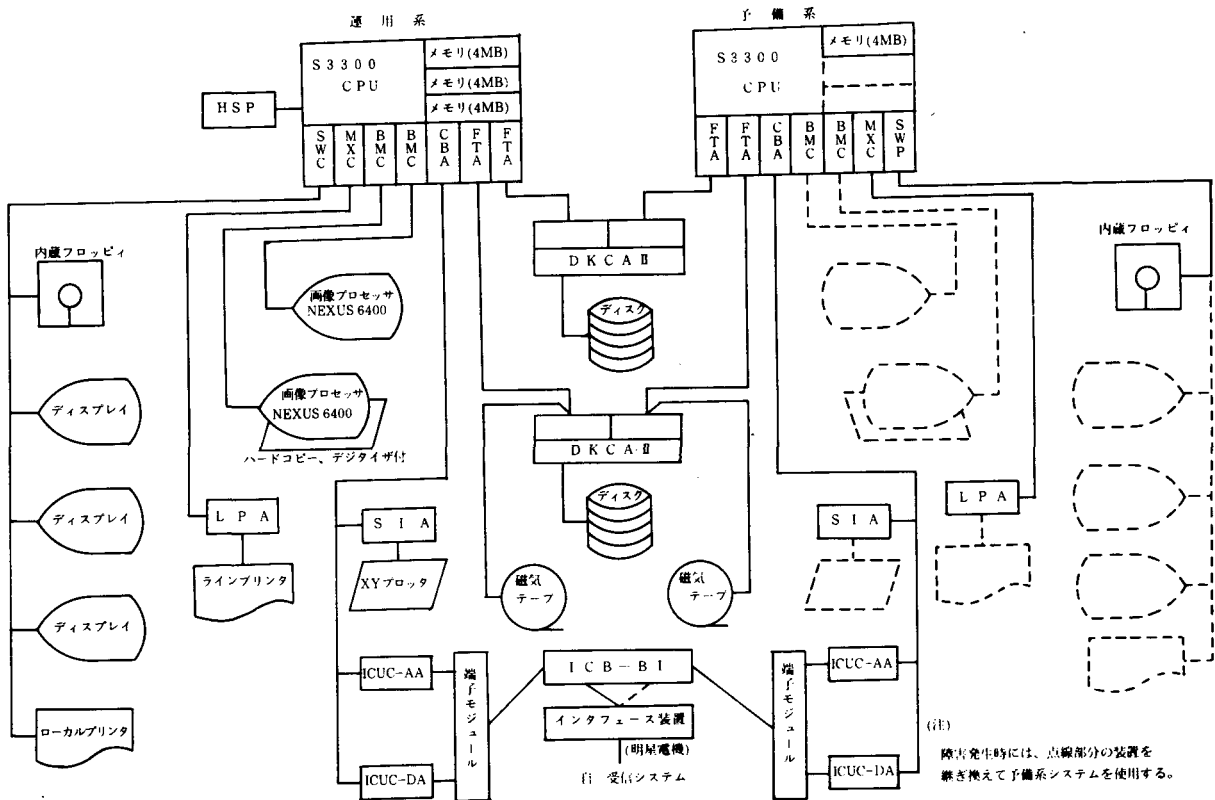 運用系
予備系
S3300
CPU
メモリ(4MB)
メモリ(4MB)
メモリ(4MB)
HSP
SWC
MXC
BMC
BMC
CBA
FTA
FTA
S3300
CPU
メモリ(4MB)
FTA
FTA
CBA
BMC
BMC
MXC
SWP
内蔵フロッピィ
ディスプレイ
ディスプレイ
ディスプレイ
ローカルプリンタ
画像プロセッサ
NEXUS 6400
画像プロセッサ
NEXUS 6400
ハードコピー、デジタイザ付
LPA
ラインプリンタ
SIA
XYプロッタ
ICUC-AA
ICUC-DA
端子モジュール
DKCAⅡ
ディスク
DKCA-Ⅱ
ディスク
磁気
テープ
磁気
テープ
ICB-BI
インタフェース装置
(明星電機)
自 受信システム
内蔵フロッピィ
LPA
SIA
端子モジュール
ICUC-AA
ICUC-DA
(注)
障害発生時には、点線部分の装置を
継ぎ換えて予備系システムを使用する。